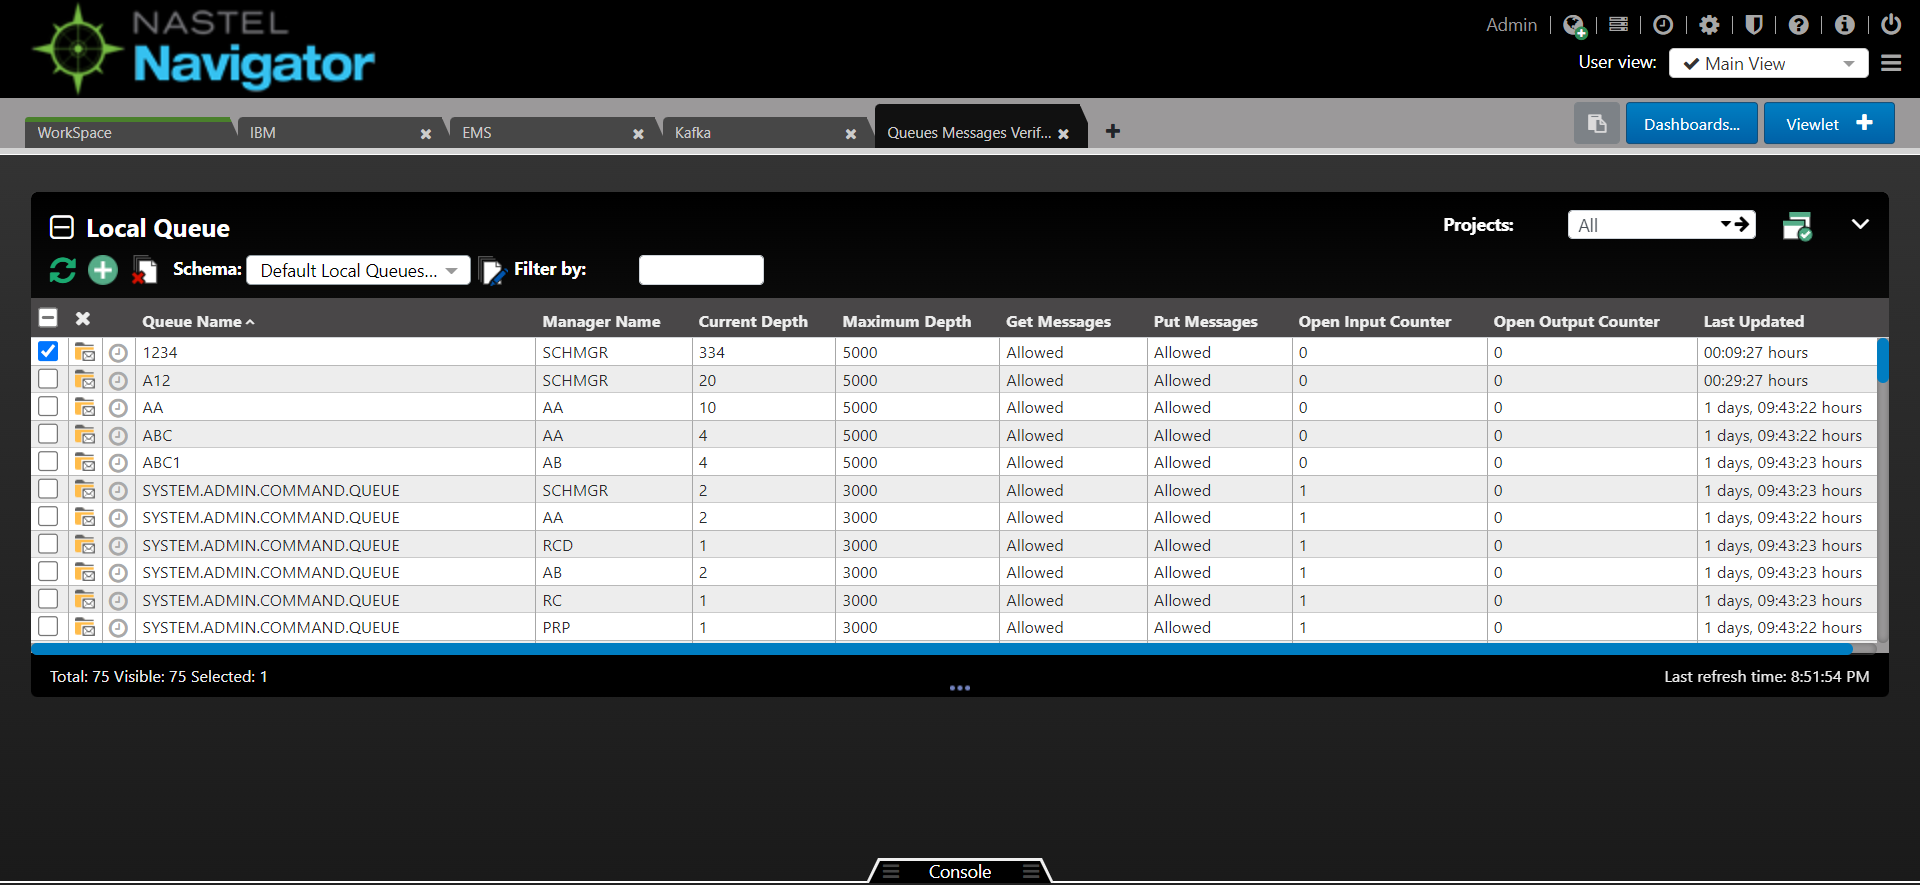 NASTEL
Navigator
Admin
User view: Main View
WorkSpace IBM EMS Kafka Queues Messages Verif... Dashboards... Viewlet
Local Queue Projects: All
Schema: Default Local Queues... Filter by:
Queue Name Manager Name Current Depth Maximum Depth Get Messages Put Messages Open Input Counter Open Output Counter Last Updated
1234 SCHMGR 334 5000 Allowed Allowed 0 0 00:09:27 hours
A12 SCHMGR 20 5000 Allowed Allowed 0 0 00:29:27 hours
AA AA 10 5000 Allowed Allowed 0 0 1 days, 09:43:22 hours
ABC AA 4 5000 Allowed Allowed 0 0 1 days, 09:43:22 hours
ABC1 AB 4 5000 Allowed Allowed 0 0 1 days, 09:43:23 hours
SYSTEM.ADMIN.COMMAND.QUEUE SCHMGR 2 3000 Allowed Allowed 1 0 1 days, 09:43:23 hours
SYSTEM.ADMIN.COMMAND.QUEUE AA 2 3000 Allowed Allowed 1 0 1 days, 09:43:22 hours
SYSTEM.ADMIN.COMMAND.QUEUE RCD 1 3000 Allowed Allowed 1 0 1 days, 09:43:23 hours
SYSTEM.ADMIN.COMMAND.QUEUE AB 2 3000 Allowed Allowed 1 0 1 days, 09:43:23 hours
SYSTEM.ADMIN.COMMAND.QUEUE RC 1 3000 Allowed Allowed 1 0 1 days, 09:43:23 hours
SYSTEM.ADMIN.COMMAND.QUEUE PRP 1 3000 Allowed Allowed 1 0 1 days, 09:43:22 hours
Total: 75 Visible: 75 Selected: 1 Last refresh time: 8:51:54 PM
Console